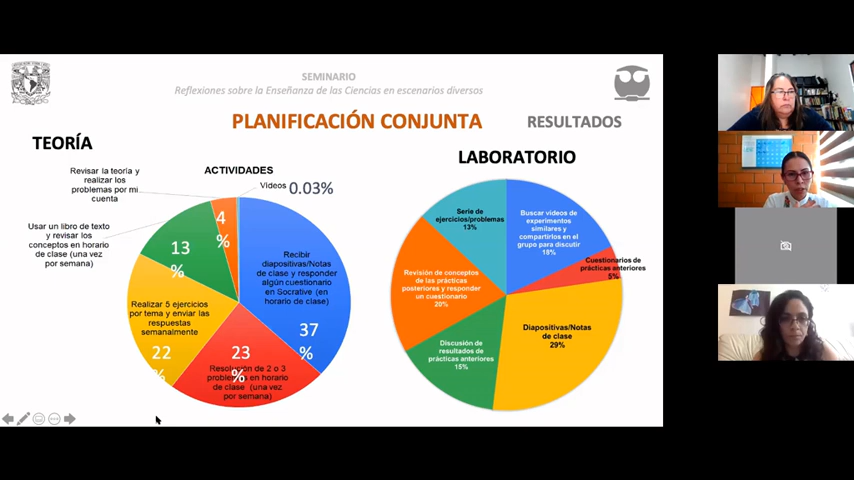 SEMINARIO
Reflexiones sobre la Enseñanza de las Ciencias en escenarios diversos
PLANIFICACIÓN CONJUNTA
RESULTADOS
TEORÍA
ACTIVIDADES
Revisar la teoría y
realizar los
problemas por mi
cuenta
Videos 0.03%
4
%
Usar un libro de texto
y revisar los
conceptos en horario
de clase (una vez
por semana)
13
%
Recibir
diapositivas/Notas
de clase y responder
algún cuestionario
en Socrative (en
horario de clase)
37
%
Realizar 5 ejercicios
por tema y enviar las
respuestas
semanalmente
22
%
23
%
Resolución de 2 o 3
problemas en horario
de clase (una vez
por semana)
LABORATORIO
Serie de
ejercicios/problemas
13%
Buscar videos de
experimentos
similares y
compartirlos en el
grupo para discutir
18%
Cuestionarios de
prácticas anteriores
5%
Revisión de conceptos
de las prácticas
posteriores y responder
un cuestionario
20%
Diapositivas/Notas
de clase
29%
Discusión de
resultados de
prácticas anteriores
15%